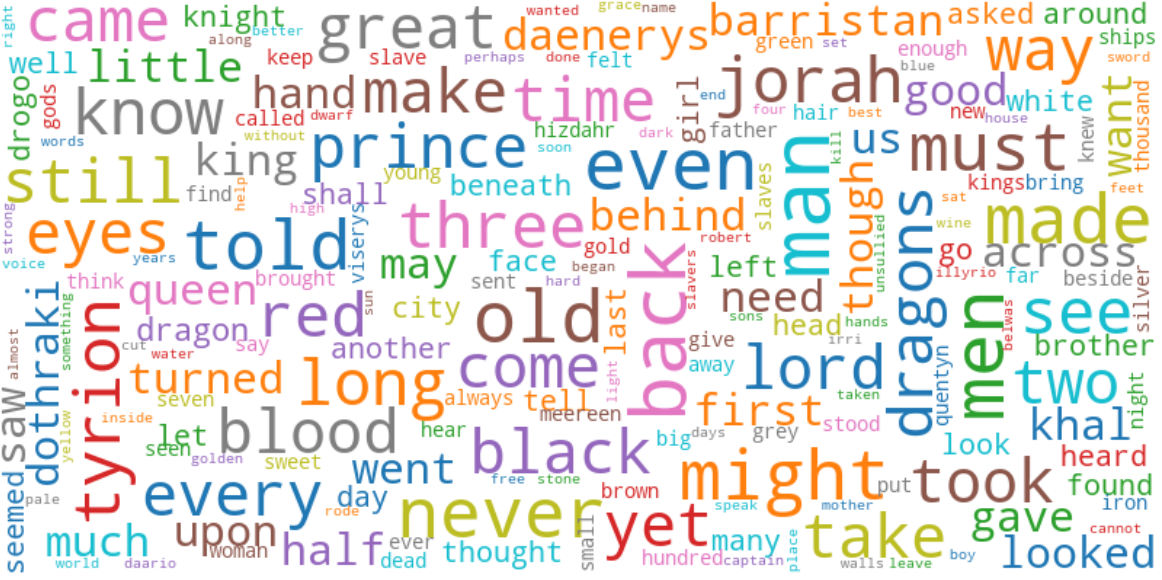 right
came
knight
better
along
great
wanted
grace
name
daenerys
barristan
asked
around
ships
well
little
keep
slave
perhaps
done
felt
green
set
enough
way
sword
drogo
gods
know
hand
make
time
girl
end
jorah
blue
good
white
want
thousand
words
called
dwarf
without
prince
hizdahr
soon
dark
father
four
hair
best
new
house
knew
still
king
find
help
young
shall
high
beneath
even
slaves
man
kill
us
must
kings
bring
feet
strong
eyes
told
years
viserys
three
behind
gold
robert
though
unsullied
dragons
sat
wine
made
voice
think
queen
brought
may
face
sent
began
hard
back
slavers
left
go
across
illyrio
far
beside
silver
dothraki
something
tyrion
dragon
red
sun
city
old
last
need
sons
head
hands
men
belwas
see
almost
cut
water
say
another
come
light
give
away
lord
irri
quentyn
brother
saw
turned
seven
long
always
tell
meereen
first
taken
two
night
yellow
inside
let
seen
golden
blood
hear
black
big
days
grey
stood
look
khal
heard
seemed
pale
every
sweet
went
day
free
stone
brown
might
put
took
found
iron
rode
never
yet
speak
mother
much
upon
woman
half
ever
dead
thought
small
hundred
many
captain
place
take
gave
cannot
world
daario
walls
leave
boy
looked